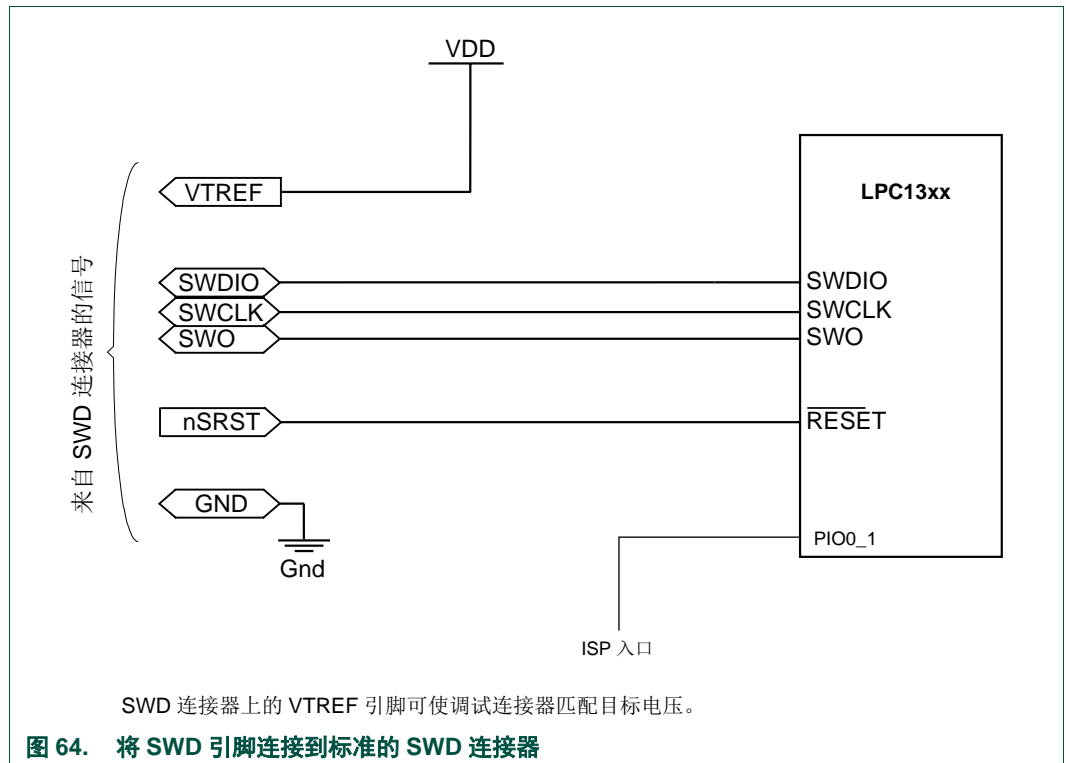 VDD
VTREF
LPC13xx
来自 SWD 连接器的信号
SWDIO
SWDIO
SWCLK
SWCLK
SWO
SWO
nSRST
RESET
GND
Gnd
PIO0_1
ISP 入口
SWD 连接器上的 VTREF 引脚可使调试连接器匹配目标电压。
图 64. 将 SWD 引脚连接到标准的 SWD 连接器